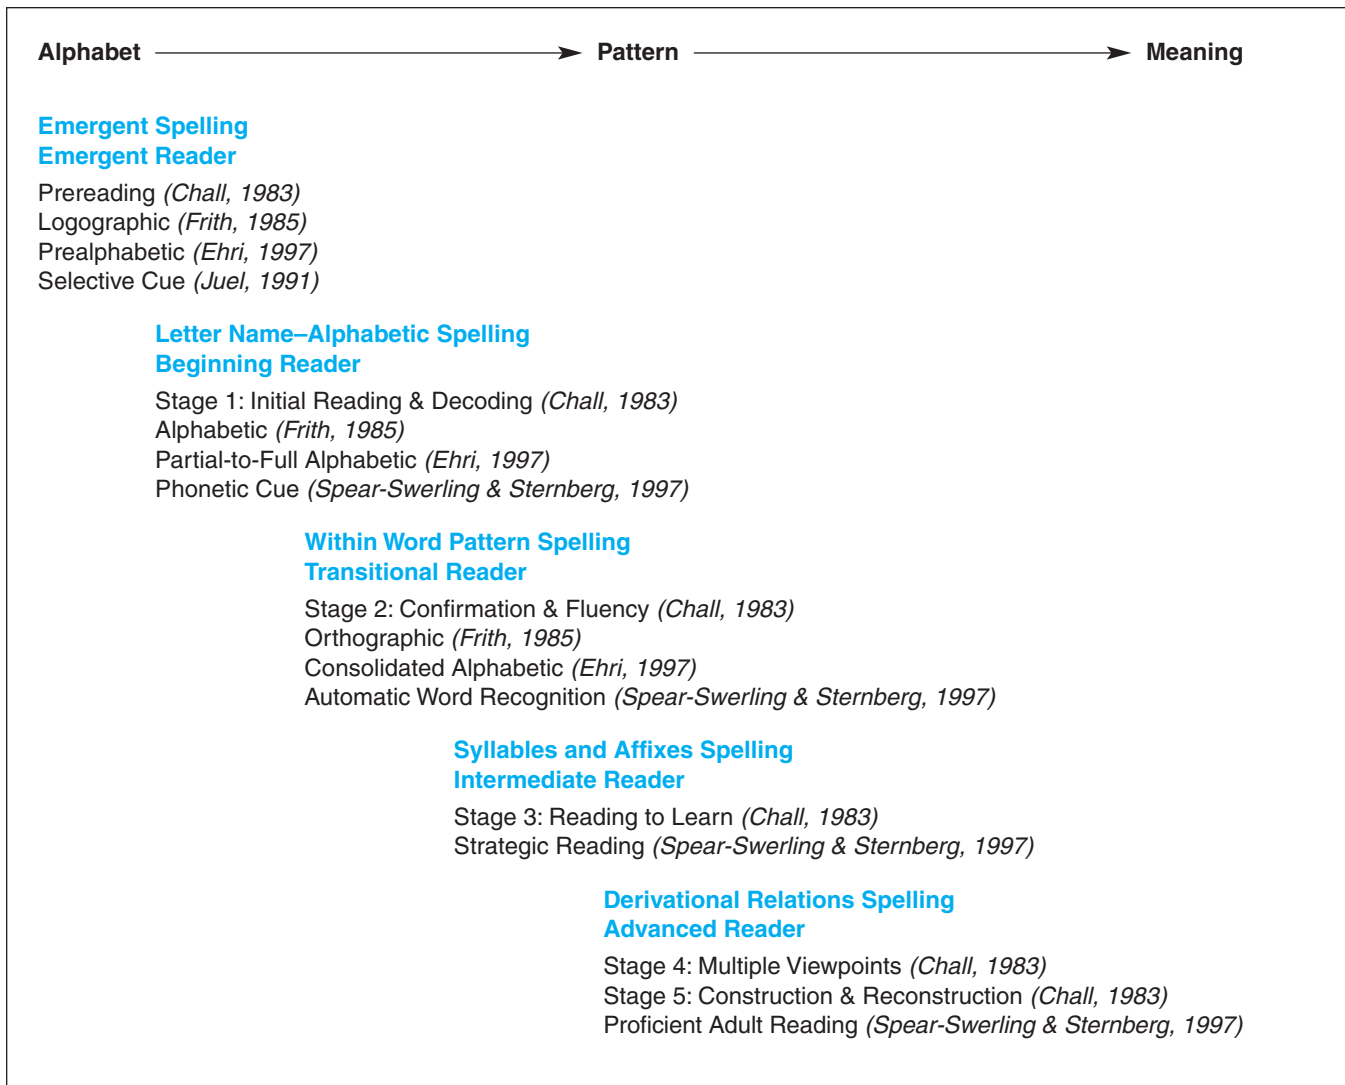 Alphabet Pattern Meaning
Emergent Spelling
Emergent Reader
Prereading (Chall, 1983)
Logographic (Frith, 1985)
Prealphabetic (Ehri, 1997)
Selective Cue (Juel, 1991)
Letter Name–Alphabetic Spelling
Beginning Reader
Stage 1: Initial Reading & Decoding (Chall, 1983)
Alphabetic (Frith, 1985)
Partial-to-Full Alphabetic (Ehri, 1997)
Phonetic Cue (Spear-Swerling & Sternberg, 1997)
Within Word Pattern Spelling
Transitional Reader
Stage 2: Confirmation & Fluency (Chall, 1983)
Orthographic (Frith, 1985)
Consolidated Alphabetic (Ehri, 1997)
Automatic Word Recognition (Spear-Swerling & Sternberg, 1997)
Syllables and Affixes Spelling
Intermediate Reader
Stage 3: Reading to Learn (Chall, 1983)
Strategic Reading (Spear-Swerling & Sternberg, 1997)
Derivational Relations Spelling
Advanced Reader
Stage 4: Multiple Viewpoints (Chall, 1983)
Stage 5: Construction & Reconstruction (Chall, 1983)
Proficient Adult Reading (Spear-Swerling & Sternberg, 1997)